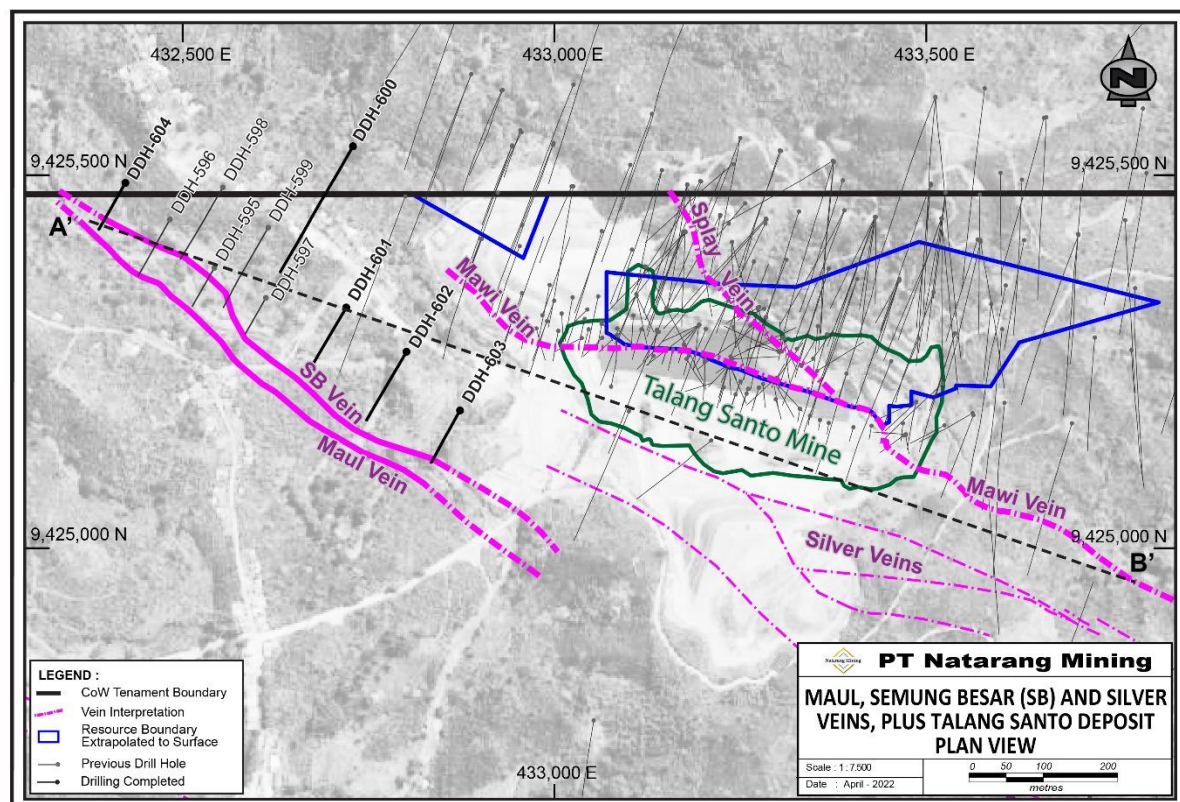 432,500 E
433,000 E
433,500 E
N
9,425,500 N
9,425,500 N
DDH-604
DDH-596
DDH-598
DDH-595
DDH-599
DDH-597
DDH-600
DDH-601
DDH-602
DDH-603
A'
Mawi Vein
Splay Vein
SB Vein
Maul Vein
Talang Santo Mine
Mawi Vein
9,425,000 N
9,425,000 N
Silver Veins
B'
433,000 E
LEGEND :
CoW Tenament Boundary
Vein Interpretation
Resource Boundary
Extrapolated to Surface
Previous Drill Hole
Drilling Completed
Natarang Mining
PT Natarang Mining
MAUL, SEMUNG BESAR (SB) AND SILVER
VEINS, PLUS TALANG SANTO DEPOSIT
PLAN VIEW
Scale : 1 : 7.500
Date : April - 2022
0 50 100 200
metres